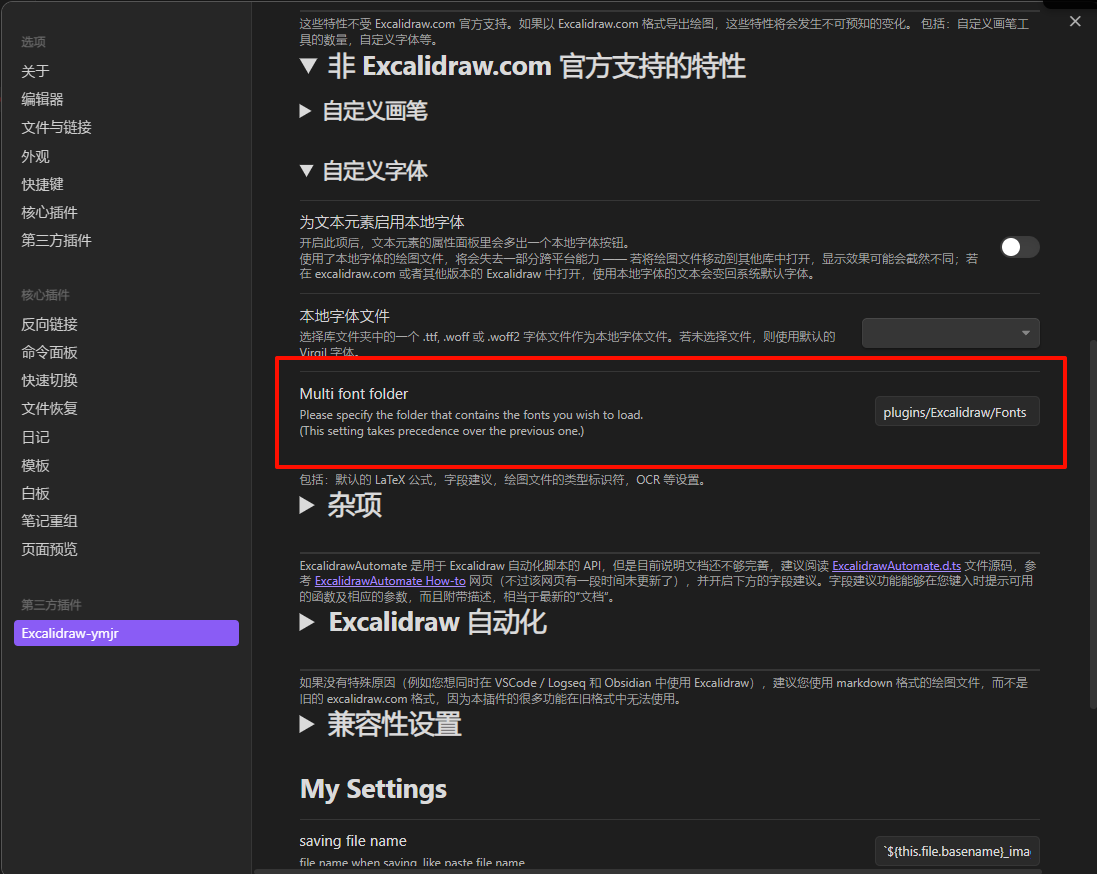 选项
关于
编辑器
文件与链接
外观
快捷键
核心插件
第三方插件
核心插件
反向链接
命令面板
快速切换
文件恢复
日记
模板
白板
笔记重组
页面预览
第三方插件
Excalidraw-ymjr
这些特性不受 Excalidraw.com 官方支持。如果以 Excalidraw.com 格式导出绘图，这些特性将会发生不可预知的变化。 包括：自定义画笔工
具的数量，自定义字体等。
非 Excalidraw.com 官方支持的特性
自定义画笔
自定义字体
为文本元素启用本地字体
开启此项后，文本元素的属性面板里会多出一个本地字体按钮。
使用了本地字体的绘图文件，将会失去一部分跨平台能力 —— 若将绘图文件移动到其他库中打开，显示效果可能会截然不同；若
在 excalidraw.com 或者其他版本的 Excalidraw 中打开，使用本地字体的文本会变回系统默认字体。
本地字体文件
选择库文件夹中的一个 .ttf, .woff 或 .woff2 字体文件作为本地字体文件。若未选择文件，则使用默认的
Virgil 字体。
Multi font folder
Please specify the folder that contains the fonts you wish to load.
(This setting takes precedence over the previous one.)
plugins/Excalidraw/Fonts
包括：默认的 LaTeX 公式，字段建议，绘图文件的类型标识符，OCR 等设置。
杂项
ExcalidrawAutomate 是用于 Excalidraw 自动化脚本的 API，但是目前说明文档还不够完善，建议阅读 ExcalidrawAutomate.d.ts 文件源码，参
考 ExcalidrawAutomate How-to 网页（不过该网页有一段时间未更新了），并开启下方的字段建议。字段建议功能能够在您键入时提示可用
的函数及相应的参数，而且附带描述，相当于最新的“文档”。
Excalidraw 自动化
如果没有特殊原因（例如您想同时在 VSCode / Logseq 和 Obsidian 中使用 Excalidraw），建议您使用 markdown 格式的绘图文件，而不是
旧的 excalidraw.com 格式，因为本插件的很多功能在旧格式中无法使用。
兼容性设置
My Settings
saving file name
file name when saving, like paste file name
`${this.file.basename}_ima